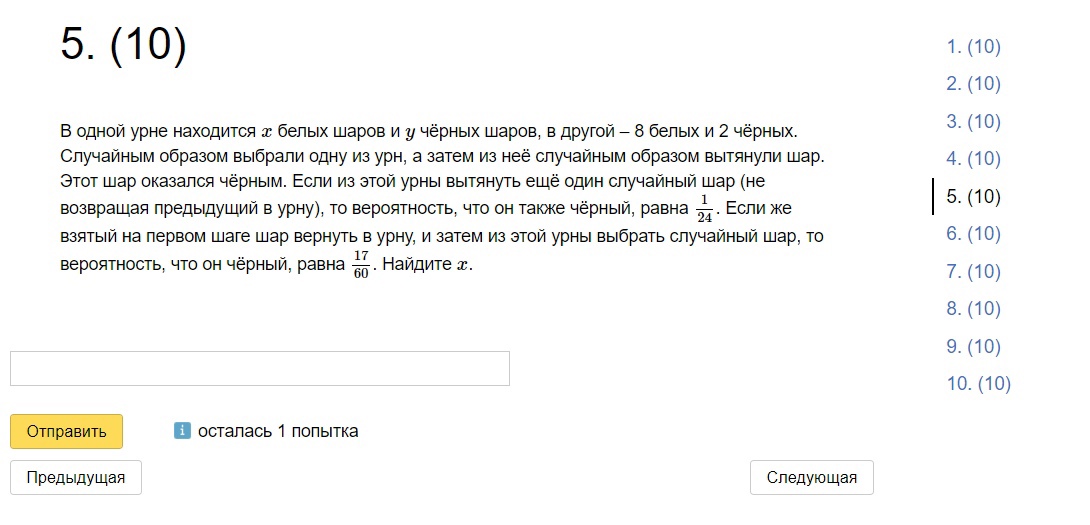 5. (10)
В одной урне находится x белых шаров и y чёрных шаров, в другой – 8 белых и 2 чёрных.
Случайным образом выбрали одну из урн, а затем из неё случайным образом вытянули шар.
Этот шар оказался чёрным. Если из этой урны вытянуть ещё один случайный шар (не
возвращая предыдущий в урну), то вероятность, что он также чёрный, равна 1/24. Если же
взятый на первом шаге шар вернуть в урну, и затем из этой урны выбрать случайный шар, то
вероятность, что он чёрный, равна 17/60. Найдите x.
Отправить
i осталась 1 попытка
Предыдущая
Следующая
1. (10)
2. (10)
3. (10)
4. (10)
5. (10)
6. (10)
7. (10)
8. (10)
9. (10)
10. (10)